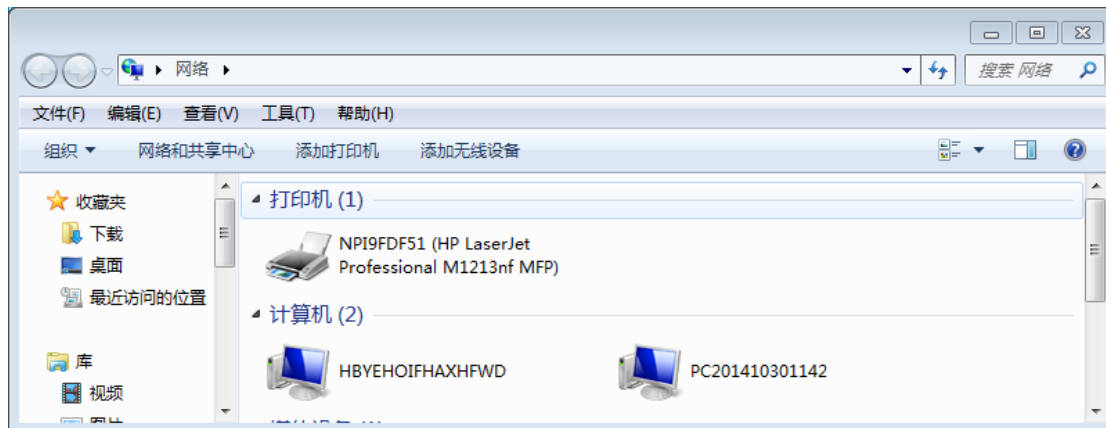 网络
搜索 网络
文件(F) 编辑(E) 查看(V) 工具(T) 帮助(H)
组织 网络和共享中心 添加打印机 添加无线设备
收藏夹
下载
桌面
最近访问的位置
库
视频
打印机 (1)
NPI9FDF51 (HP LaserJet
Professional M1213nf MFP)
计算机 (2)
HBYEHOIFHAXHFWD
PC201410301142